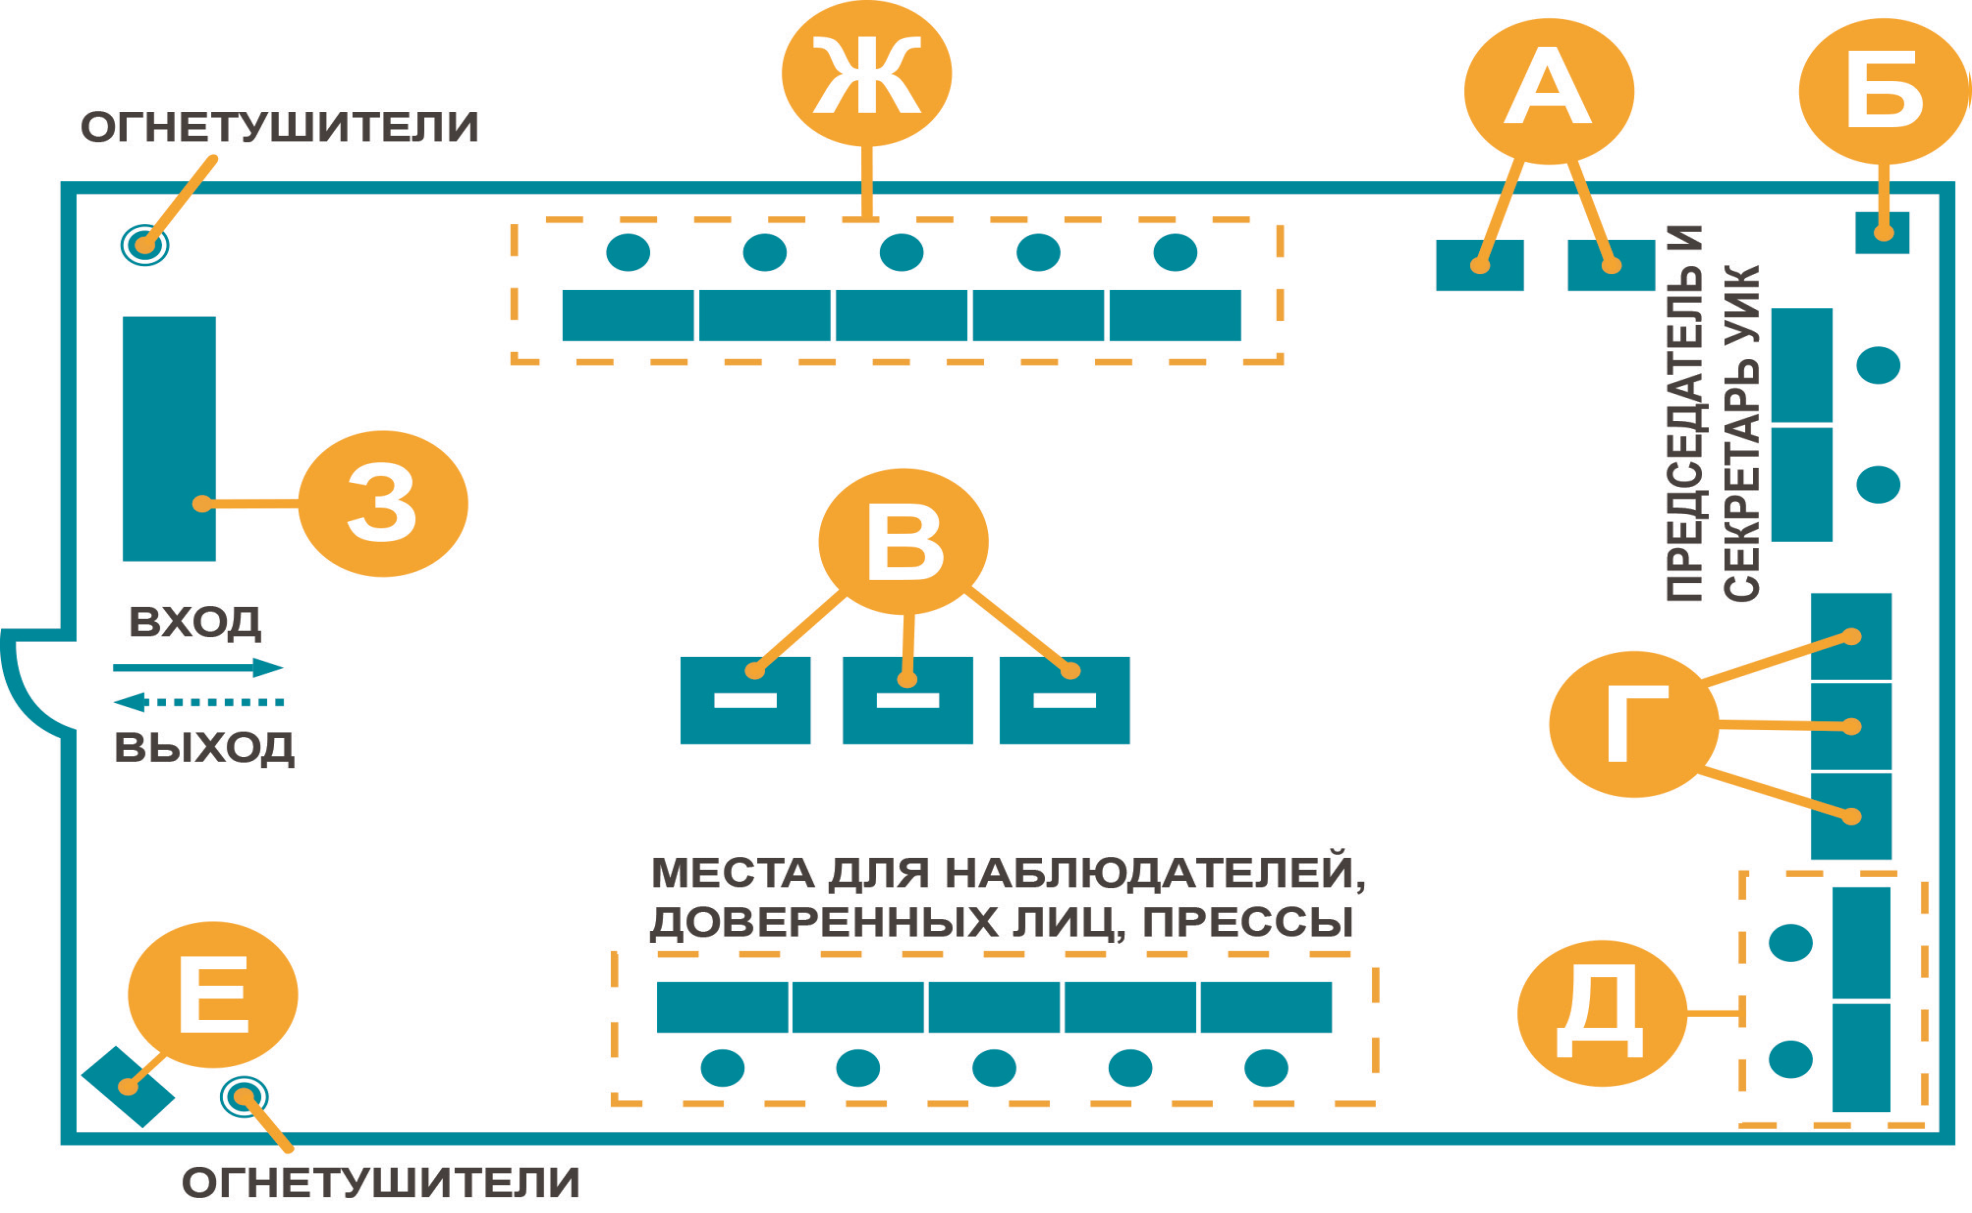 Ж
А
Б
ОГНЕТУШИТЕЛИ
ПРЕДСЕДАТЕЛЬ И
СЕКРЕТАРЬ УИК
З
В
ВХОД
ВЫХОД
Г
МЕСТА ДЛЯ НАБЛЮДАТЕЛЕЙ,
ДОВЕРЕННЫХ ЛИЦ, ПРЕССЫ
Е
Д
ОГНЕТУШИТЕЛИ